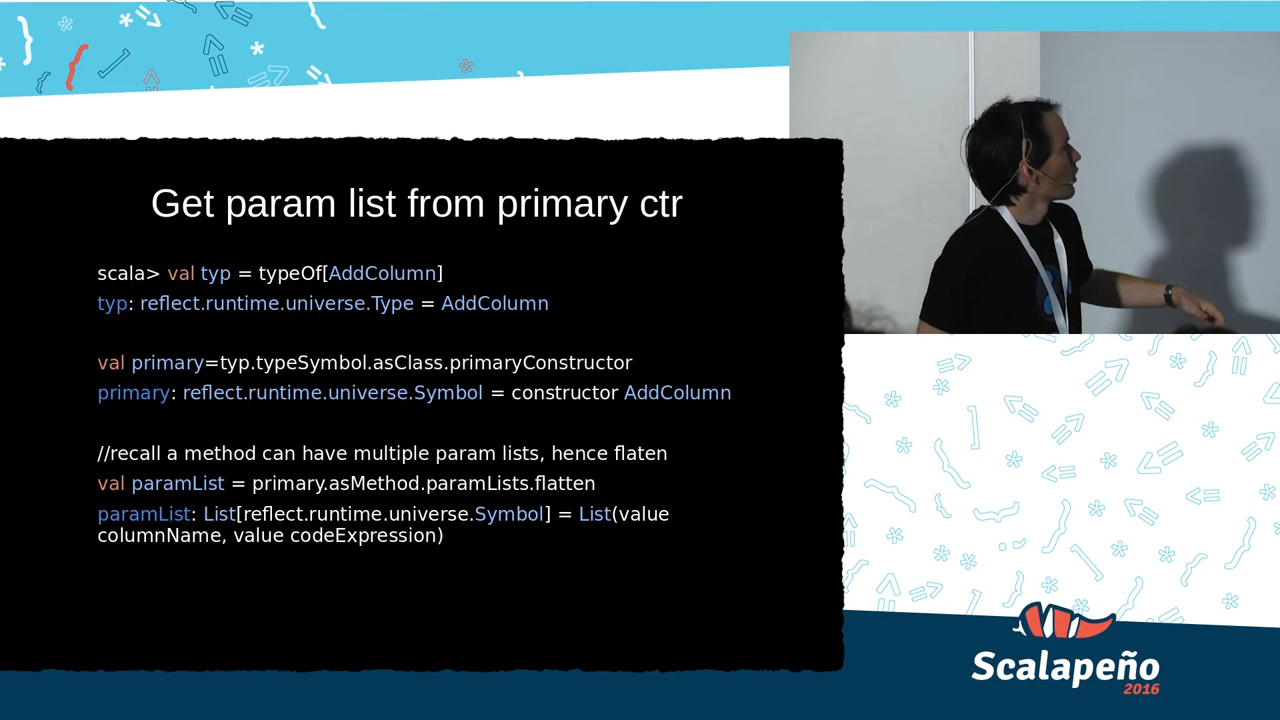 Get param list from primary ctr
scala> val typ = typeOf[AddColumn]
typ: reflect.runtime.universe.Type = AddColumn
val primary=typ.typeSymbol.asClass.primaryConstructor
primary: reflect.runtime.universe.Symbol = constructor AddColumn
//recall a method can have multiple param lists, hence flaten
val paramList = primary.asMethod.paramLists.flatten
paramList: List[reflect.runtime.universe.Symbol] = List(value
columnName, value codeExpression)
Scalapeño
2016